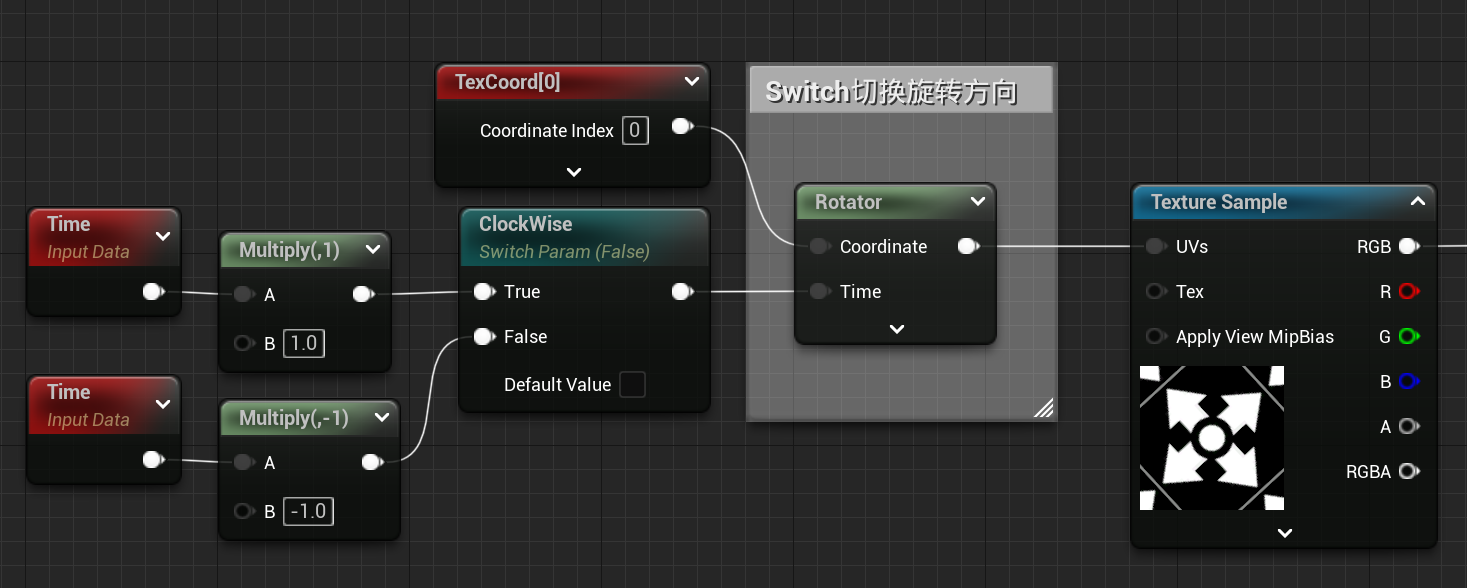 TexCoord[0]
Coordinate Index 0
Switch切换旋转方向
Time
Input Data
Multiply(,1)
A
B 1.0
ClockWise
Switch Param (False)
True
False
Default Value
Rotator
Coordinate
Time
Texture Sample
UVs RGB
Tex R
Apply View MipBias G
B
A
RGBA
Time
Input Data
Multiply(,-1)
A
B -1.0